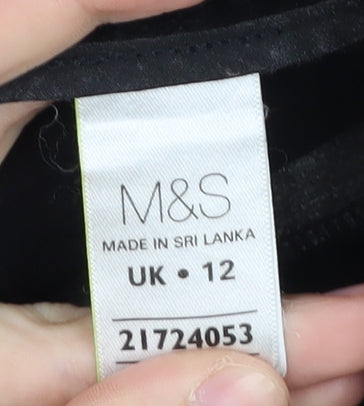 M&S
MADE IN SRI LANKA
UK • 12
21724053